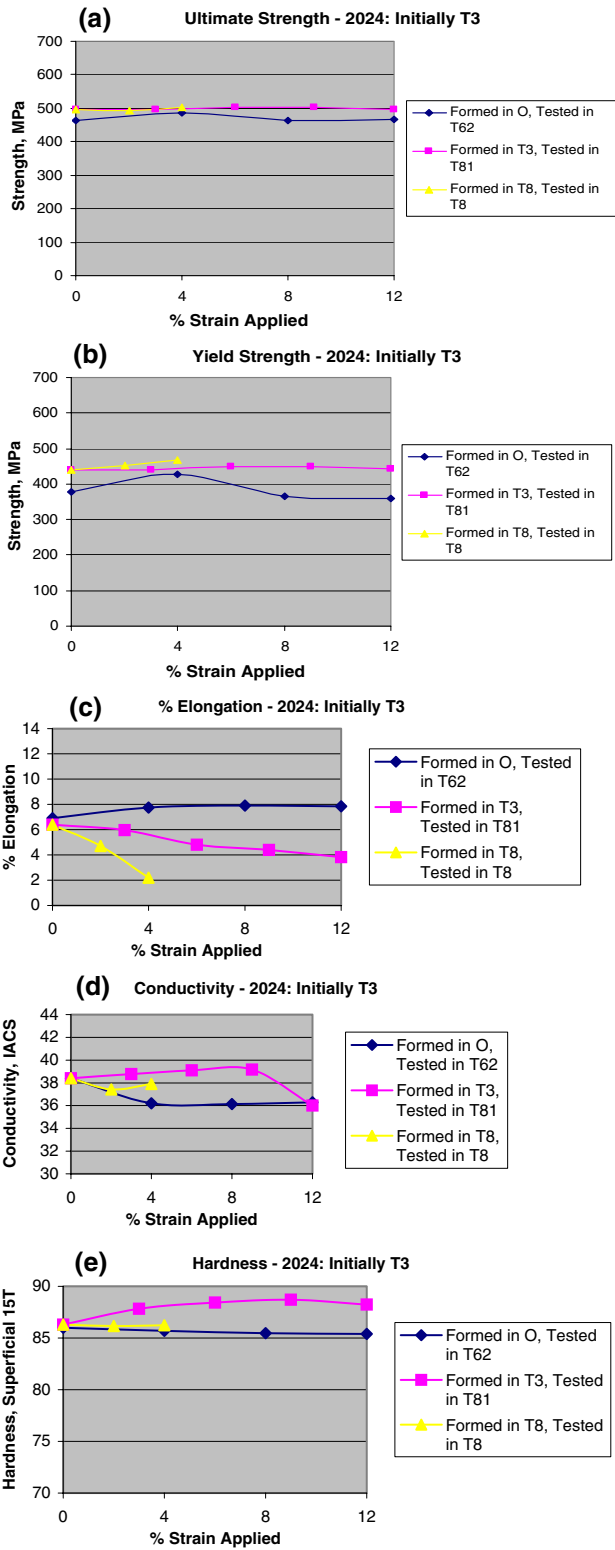 (a)
Ultimate Strength - 2024: Initially T3
Strength, MPa
700
600
500
400
300
200
100
0
0 4 8 12
% Strain Applied
Formed in O, Tested in
T62
Formed in T3, Tested in
T81
Formed in T8, Tested in
T8
(b)
Yield Strength - 2024: Initially T3
Strength, MPa
700
600
500
400
300
200
100
0
0 4 8 12
% Strain Applied
Formed in O, Tested in
T62
Formed in T3, Tested in
T81
Formed in T8, Tested in
T8
(c)
% Elongation - 2024: Initially T3
% Elongation
14
12
10
8
6
4
2
0
0 4 8 12
% Strain Applied
Formed in O, Tested
in T62
Formed in T3,
Tested in T81
Formed in T8,
Tested in T8
(d)
Conductivity - 2024: Initially T3
Conductivity, IACS
44
42
40
38
36
34
32
30
0 4 8 12
% Strain Applied
Formed in O,
Tested in T62
Formed in T3,
Tested in T81
Formed in T8,
Tested in T8
(e)
Hardness - 2024: Initially T3
Hardness, Superficial 15T
90
85
80
75
70
0 4 8 12
% Strain Applied
Formed in O, Tested
in T62
Formed in T3, Tested
in T81
Formed in T8, Tested
in T8